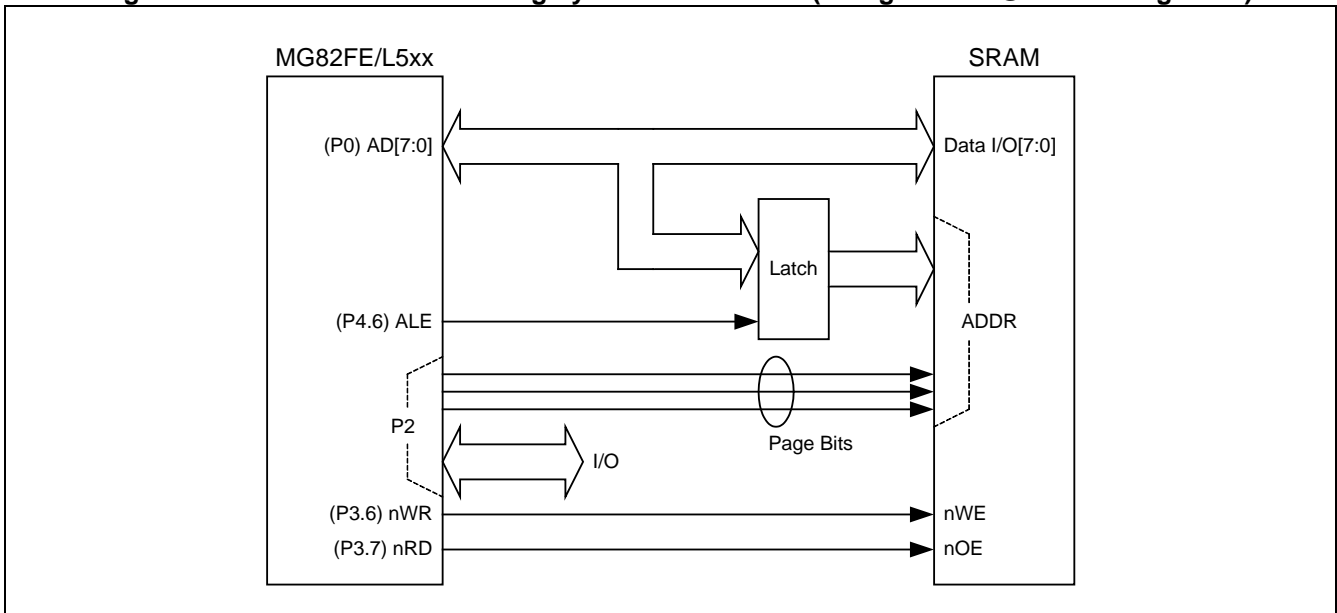 MG82FE/L5xx
SRAM
(P0) AD[7:0]
Data I/O[7:0]
Latch
(P4.6) ALE
ADDR
P2
Page Bits
I/O
(P3.6) nWR
nWE
(P3.7) nRD
nOE